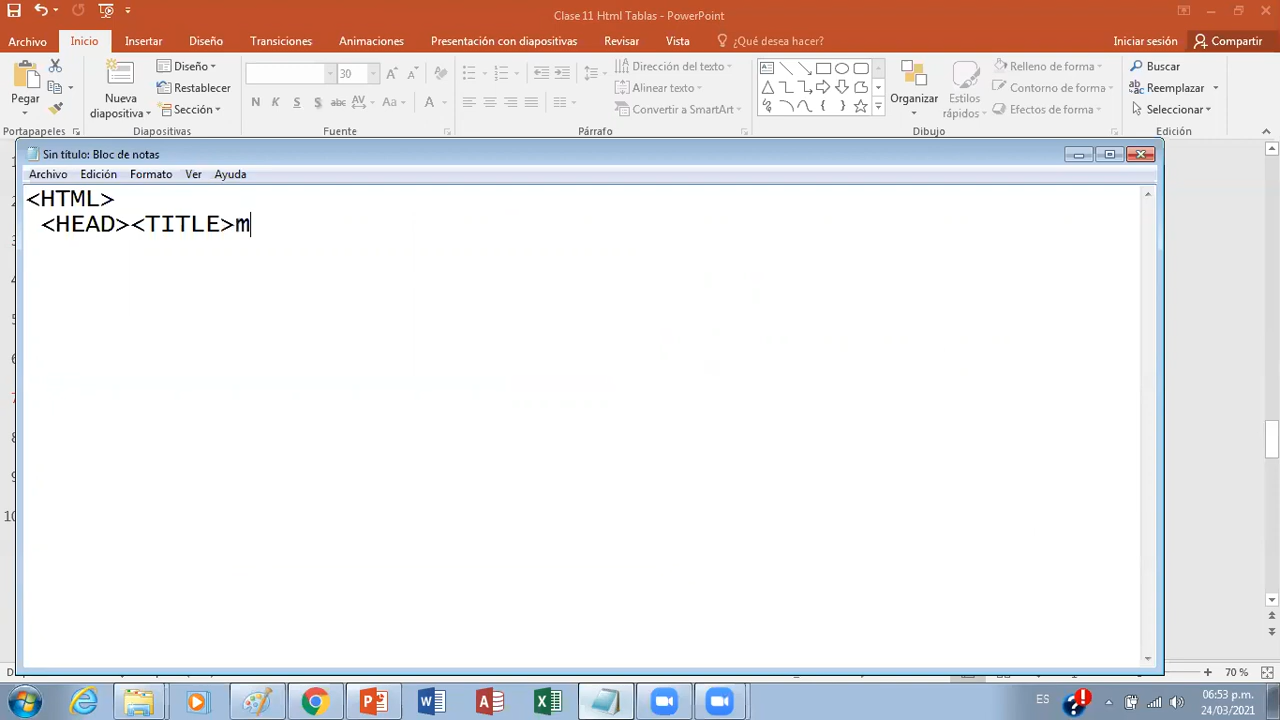 Clase 11 Html Tablas - PowerPoint
Archivo Inicio Insertar Diseño Transiciones Animaciones Presentación con diapositivas Revisar Vista ¿Qué desea hacer? Iniciar sesión Compartir
Pegar
Nueva diapositiva
Diseño
Restablecer
Sección
30
N K S S abc AV Aa A
Dirección del texto
Alinear texto
Convertir a SmartArt
Organizar
Estilos rápidos
Relleno de forma
Contorno de forma
Efectos de forma
Buscar
Reemplazar
Seleccionar
Portapapeles Diapositivas Fuente Párrafo Dibujo Edición
Sin título: Bloc de notas
Archivo Edición Formato Ver Ayuda
<HTML>
<HEAD><TITLE>m
70 %
ES
06:53 p.m.
24/03/2021